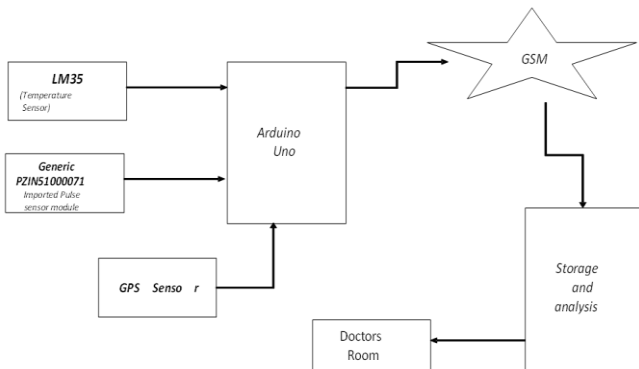 LM35
(Temperature
Sensor)
Generic
PZIN51000071
Imported Pulse
sensor module
GPS Senso r
Arduino
Uno
GSM
Storage
and
analysis
Doctors
Room